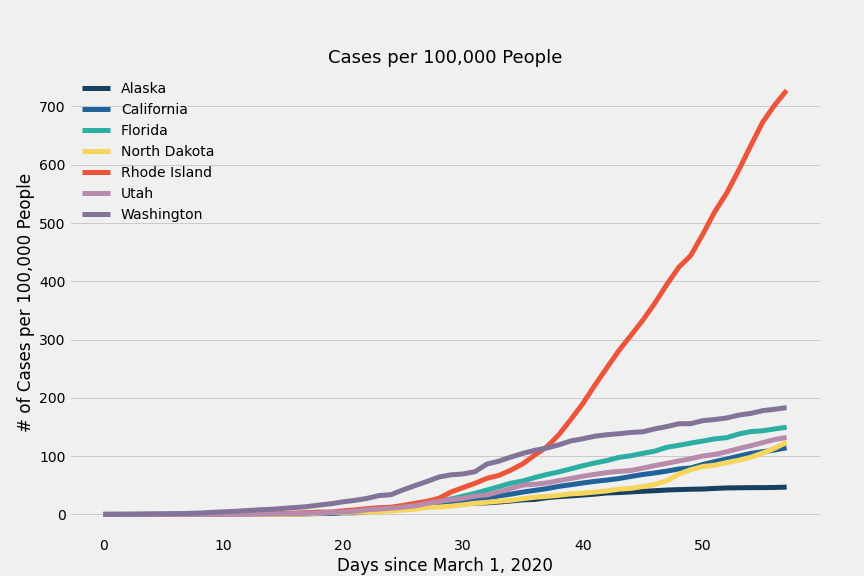 Cases per 100,000 People
Alaska
California
Florida
North Dakota
Rhode Island
Utah
Washington
700
600
500
400
300
200
100
0
# of Cases per 100,000 People
0 10 20 30 40 50
Days since March 1, 2020